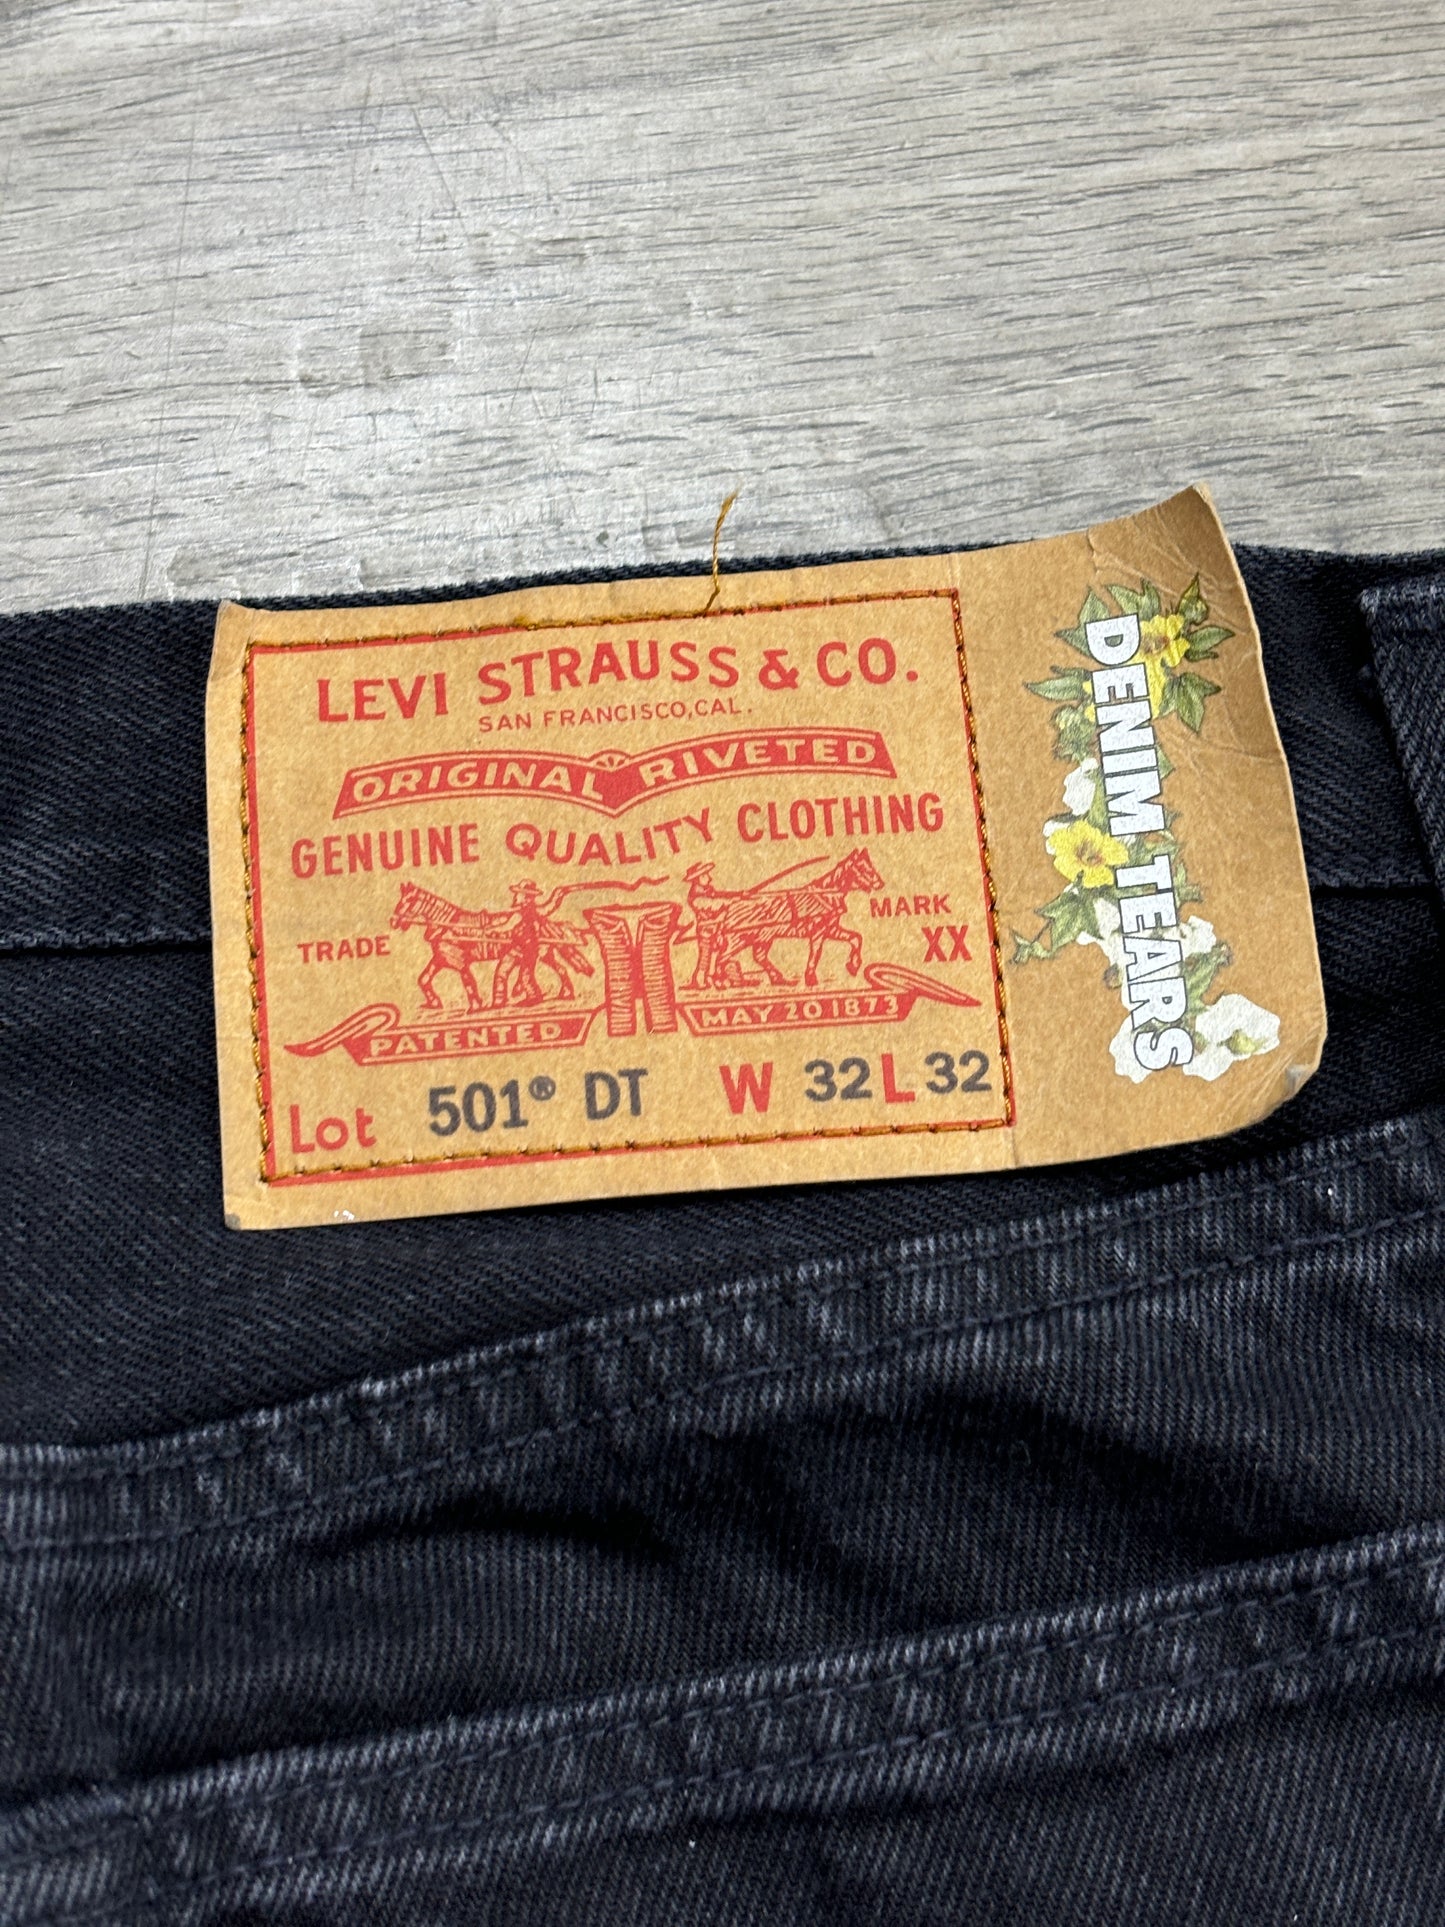 LEVI STRAUSS & CO.
SAN FRANCISCO, CAL.
ORIGINAL RIVETED
GENUINE QUALITY CLOTHING
TRADE MARK
XX
PATENTED MAY 20 1873
Lot 501® DT W 32 L 32
DENIM TEARS